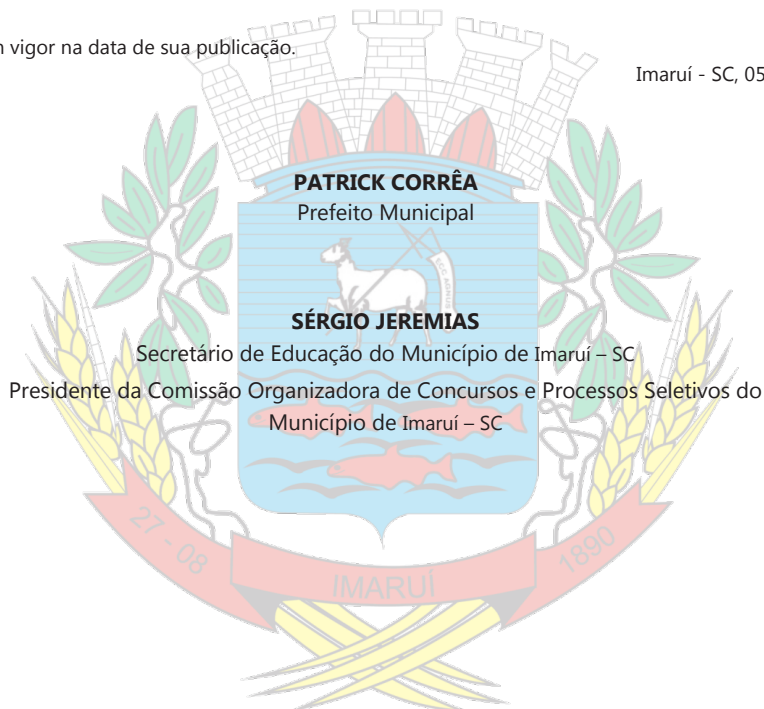 vigor na data de sua publicação.
Imaruí - SC, 05
PATRICK CORRÊA
Prefeito Municipal
SÉRGIO JEREMIAS
Secretário de Educação do Município de Imaruí – SC
Presidente da Comissão Organizadora de Concursos e Processos Seletivos do
Município de Imaruí – SC
27 - 08
IMARUÍ
1890